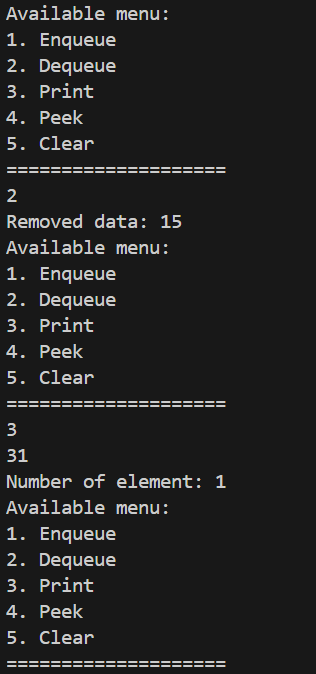 Available menu:
1. Enqueue
2. Dequeue
3. Print
4. Peek
5. Clear
====================
2
Removed data: 15
Available menu:
1. Enqueue
2. Dequeue
3. Print
4. Peek
5. Clear
====================
3
31
Number of element: 1
Available menu:
1. Enqueue
2. Dequeue
3. Print
4. Peek
5. Clear
====================